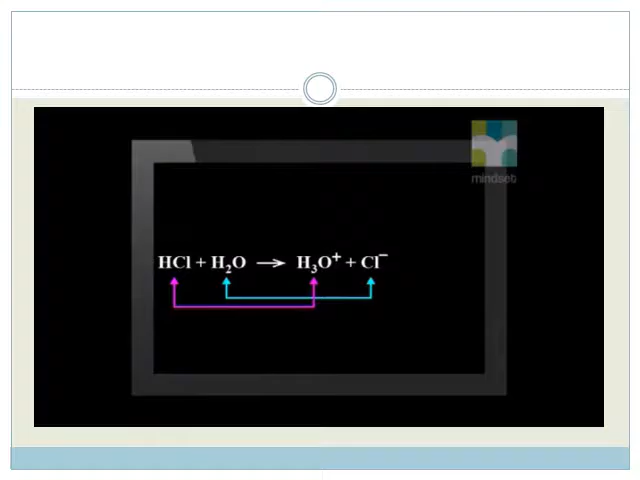 mindset
HCl + H₂O → H₃O⁺ + Cl⁻